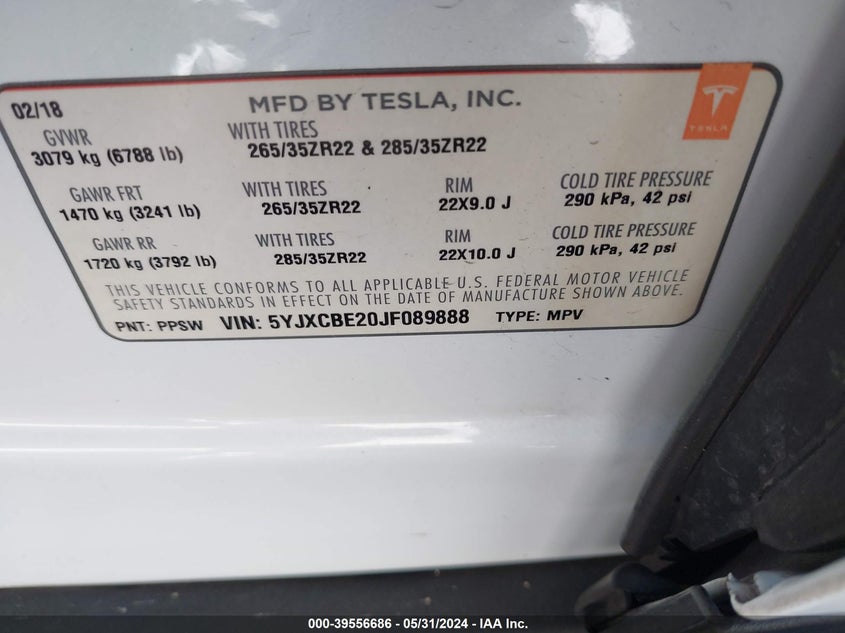 02/18 MFD BY TESLA, INC.
TESLA
GVWR WITH TIRES
3079 kg (6788 lb) 265/35ZR22 & 285/35ZR22
GAWR FRT WITH TIRES RIM COLD TIRE PRESSURE
1470 kg (3241 lb) 265/35ZR22 22X9.0 J 290 kPa, 42 psi
GAWR RR WITH TIRES RIM COLD TIRE PRESSURE
1720 kg (3792 lb) 285/35ZR22 22X10.0 J 290 kPa, 42 psi
THIS VEHICLE CONFORMS TO ALL APPLICABLE U.S. FEDERAL MOTOR VEHICLE
SAFETY STANDARDS IN EFFECT ON THE DATE OF MANUFACTURE SHOWN ABOVE.
PNT: PPSW VIN: 5YJXCBE20JF089888 TYPE: MPV
000-39556686 - 05/31/2024 - IAA Inc.